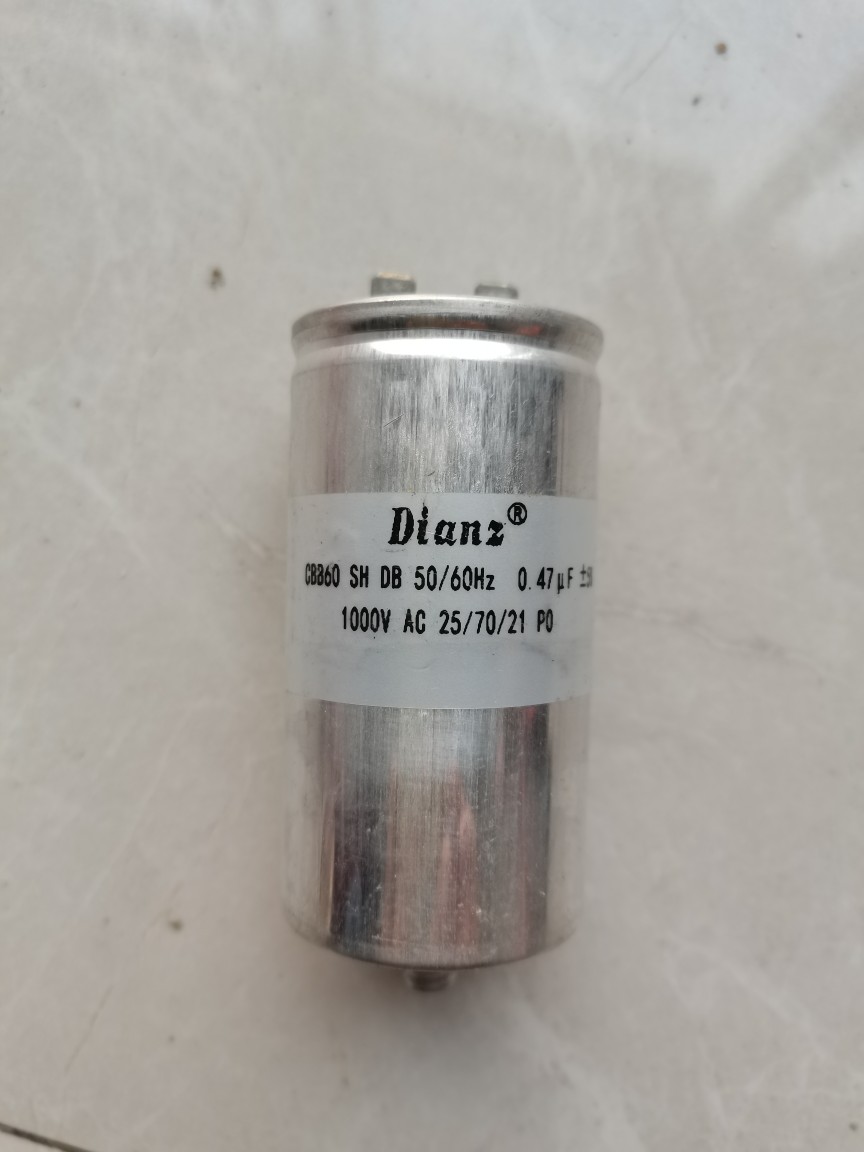 Dianz®
CBB60 SH DB 50/60Hz 0.47μF
1000V AC 25/70/21 P0